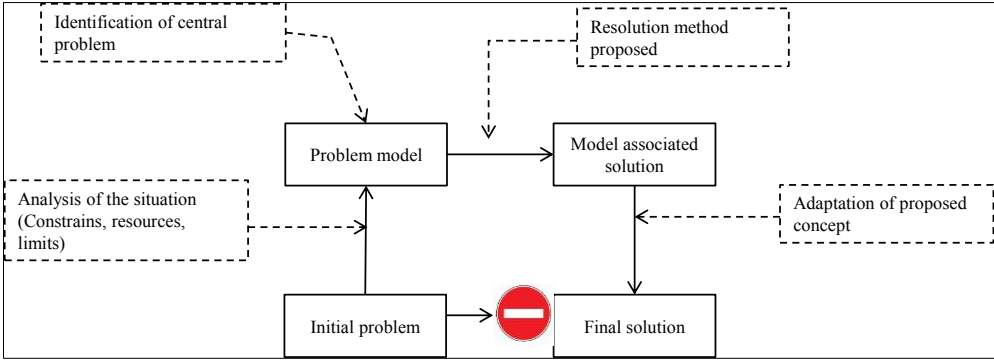 Identification of central
problem
Resolution method
proposed
Problem model
Model associated
solution
Analysis of the situation
(Constrains, resources,
limits)
Adaptation of proposed
concept
Initial problem
Final solution